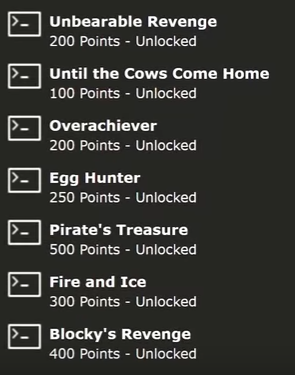 Unbearable Revenge
200 Points - Unlocked
Until the Cows Come Home
100 Points - Unlocked
Overachiever
200 Points - Unlocked
Egg Hunter
250 Points - Unlocked
Pirate's Treasure
500 Points - Unlocked
Fire and Ice
300 Points - Unlocked
Blocky's Revenge
400 Points - Unlocked